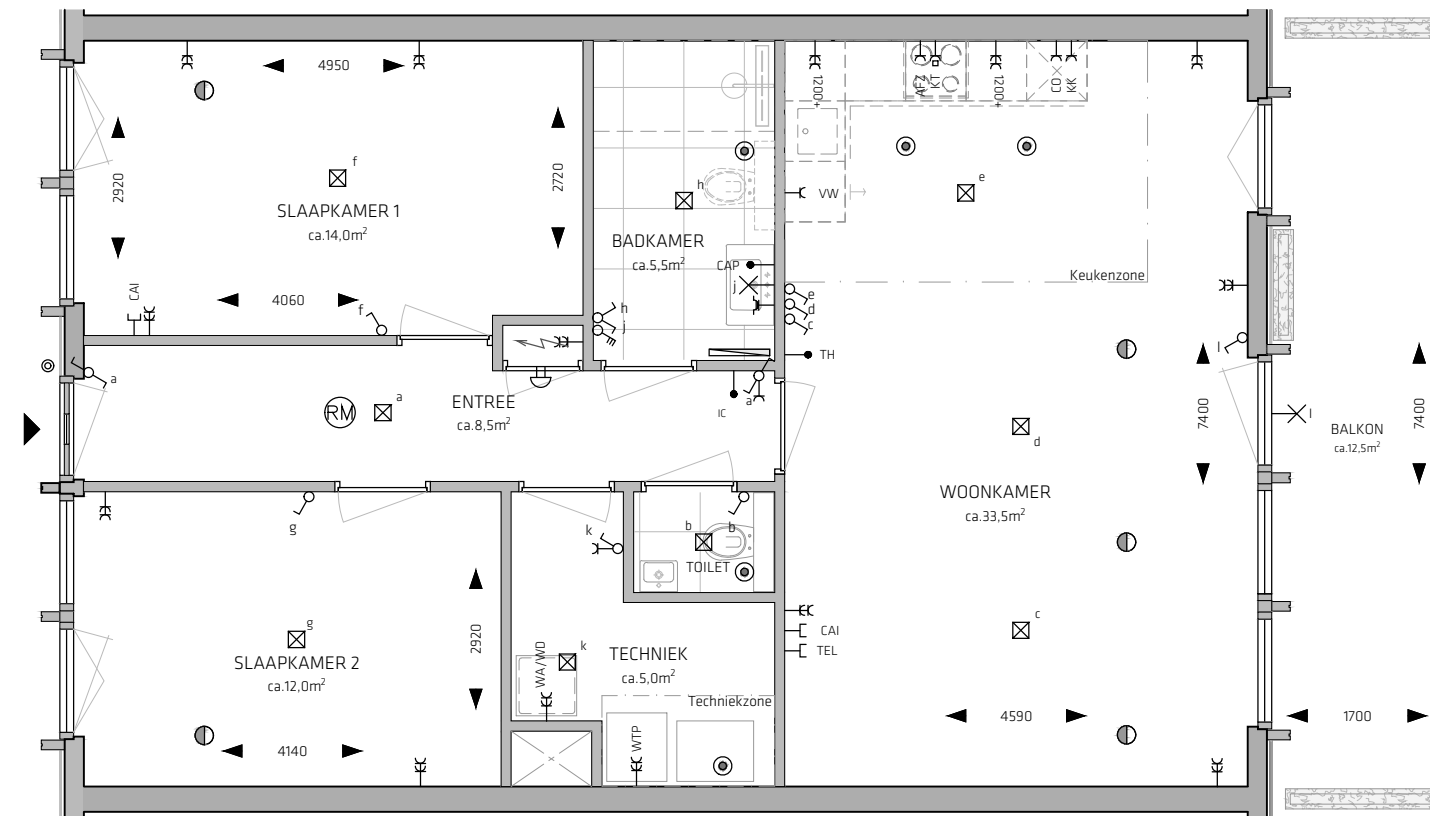 4950
1200+
AFZ
KT
1200+
CO
KK
2920
2720
f
SLAAPKAMER 1
ca.14,0m²
h
e
VW
BADKAMER
ca.5,5m²
CAP
j
Keukenzone
CAI
4060
f
h
j
e
d
c
TH
l
a
RM
a
ENTREE
ca.8,5m²
IC
a
7400
l
BALKON
ca.12,5m²
7400
d
WOONKAMER
ca.33,5m²
g
k
b
b
TOILET
2920
g
SLAAPKAMER 2
ca.12,0m²
WA/WD
k
TECHNIEK
ca.5,0m²
CAI
TEL
c
Techniekzone
WTP
4140
4590
1700